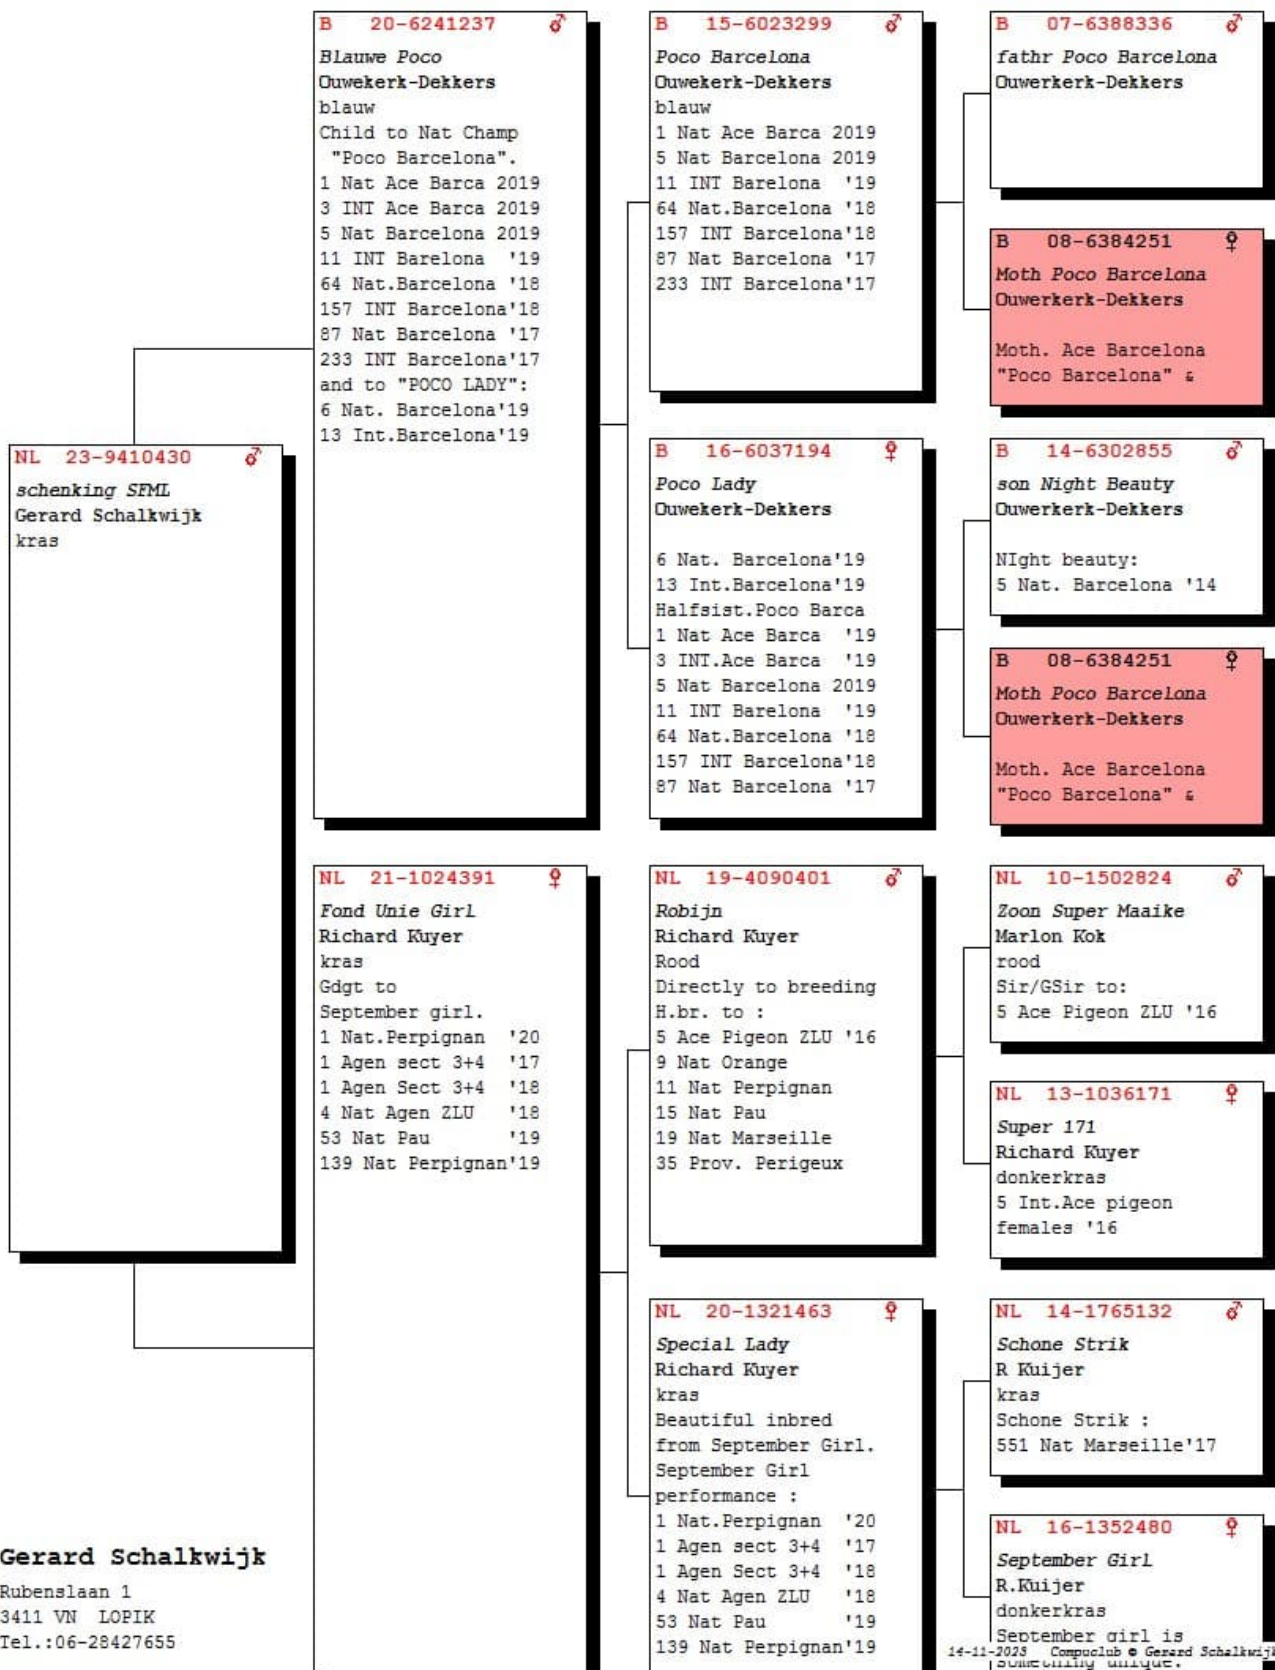 NL 23-9410430 ♂
schenking SFML
Gerard Schalkwijk
kras
B 20-6241237 ♂
Blauwe Poco
Ouwekerk-Dekkers
blauw
Child to Nat Champ
"Poco Barcelona".
1 Nat Ace Barca 2019
3 INT Ace Barca 2019
5 Nat Barcelona 2019
11 INT Barelona '19
64 Nat.Barcelona '18
157 INT Barcelona'18
87 Nat Barcelona '17
233 INT Barcelona'17
and to "POCO LADY":
6 Nat. Barcelona'19
13 Int.Barcelona'19
NL 21-1024391 ♀
Fond Unie Girl
Richard Kuyer
kras
Gdgt to
September girl.
1 Nat.Perpignan '20
1 Agen sect 3+4 '17
1 Agen Sect 3+4 '18
4 Nat Agen ZLU '18
53 Nat Pau '19
139 Nat Perpignan'19
B 15-6023299 ♂
Poco Barcelona
Ouwekerk-Dekkers
blauw
1 Nat Ace Barca 2019
5 Nat Barcelona 2019
11 INT Barelona '19
64 Nat.Barcelona '18
157 INT Barcelona'18
87 Nat Barcelona '17
233 INT Barcelona'17
B 16-6037194 ♀
Poco Lady
Ouwekerk-Dekkers
6 Nat. Barcelona'19
13 Int.Barcelona'19
Halfsist.Poco Barca
1 Nat Ace Barca '19
3 INT.Ace Barca '19
5 Nat Barcelona 2019
11 INT Barelona '19
64 Nat.Barcelona '18
157 INT Barcelona'18
87 Nat Barcelona '17
NL 19-4090401 ♂
Robijn
Richard Kuyer
Rood
Directly to breeding
H.br. to :
5 Ace Pigeon ZLU '16
9 Nat Orange
11 Nat Perpignan
15 Nat Pau
19 Nat Marseille
35 Prov. Perigeux
NL 20-1321463 ♀
Special Lady
Richard Kuyer
kras
Beautiful inbred
from September Girl.
September Girl
performance :
1 Nat.Perpignan '20
1 Agen sect 3+4 '17
1 Agen Sect 3+4 '18
4 Nat Agen ZLU '18
53 Nat Pau '19
139 Nat Perpignan'19
B 07-6388336 ♂
fathr Poco Barcelona
Ouwerkerk-Dekkers
B 08-6384251 ♀
Moth Poco Barcelona
Ouwerkerk-Dekkers
Moth. Ace Barcelona
"Poco Barcelona" &
B 14-6302855 ♂
son Night Beauty
Ouwerkerk-Dekkers
NIght beauty:
5 Nat. Barcelona '14
B 08-6384251 ♀
Moth Poco Barcelona
Ouwerkerk-Dekkers
Moth. Ace Barcelona
"Poco Barcelona" &
NL 10-1502824 ♂
Zoon Super Maaike
Marlon Kok
rood
Sir/GSir to:
5 Ace Pigeon ZLU '16
NL 13-1036171 ♀
Super 171
Richard Kuyer
donkerkras
5 Int.Ace pigeon
females '16
NL 14-1765132 ♂
Schone Strik
R Kuijer
kras
Schone Strik :
551 Nat Marseille'17
NL 16-1352480 ♀
September Girl
R.Kuijer
donkerkras
September girl is
something unique.
Gerard Schalkwijk
Rubenslaan 1
3411 VN LOPIK
Tel.:06-28427655
14-11-2023 Compuclub © Gerard Schalkwijk